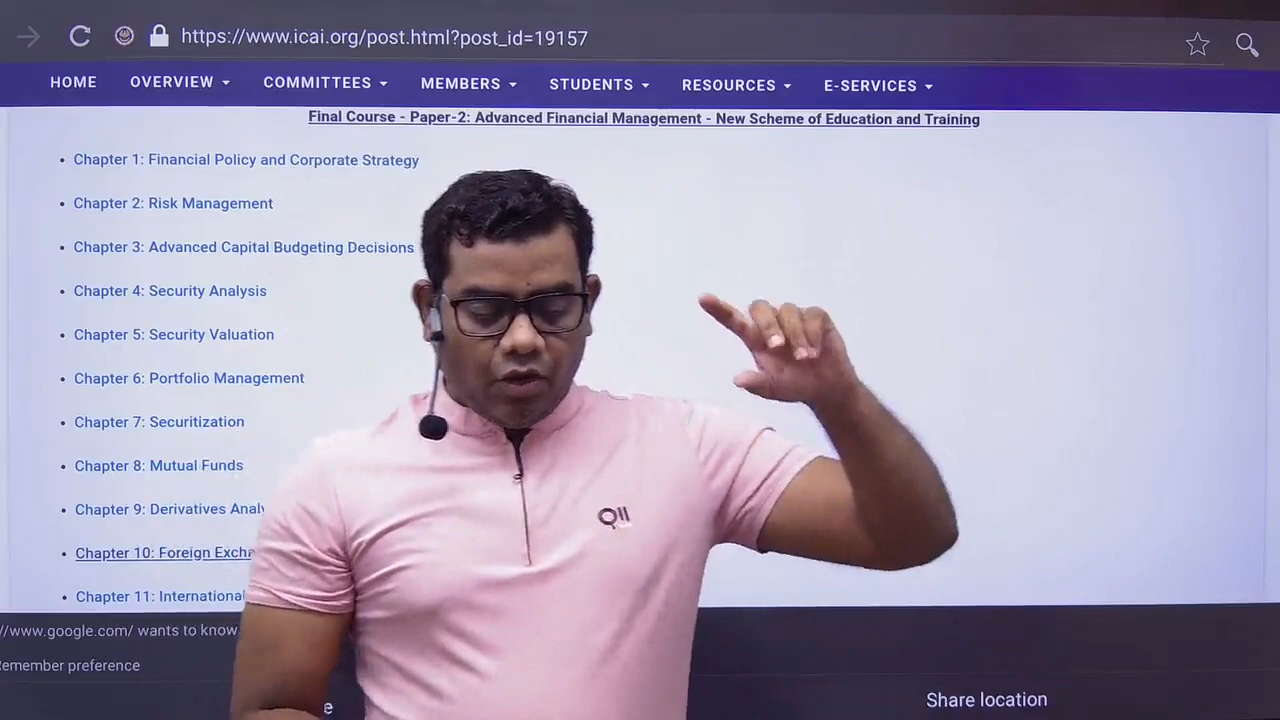 https://www.icai.org/post.html?post_id=19157
HOME OVERVIEW COMMITTEES MEMBERS STUDENTS RESOURCES E-SERVICES
Final Course - Paper-2: Advanced Financial Management - New Scheme of Education and Training
Chapter 1: Financial Policy and Corporate Strategy
Chapter 2: Risk Management
Chapter 3: Advanced Capital Budgeting Decisions
Chapter 4: Security Analysis
Chapter 5: Security Valuation
Chapter 6: Portfolio Management
Chapter 7: Securitization
Chapter 8: Mutual Funds
Chapter 9: Derivatives Analy
Chapter 10: Foreign Excha
Chapter 11: International
//www.google.com/ wants to know
emember preference
Share location